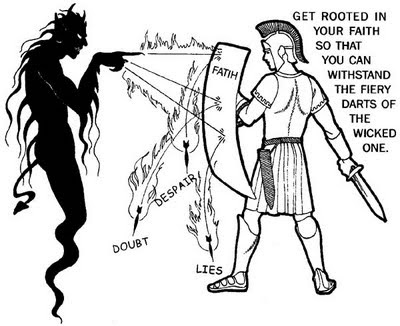 GET ROOTED IN
YOUR FAITH
SO THAT
YOU CAN
WITHSTAND
THE FIERY
DARTS OF
THE
WICKED
ONE.
FATIH
DESPAIR
DOUBT
LIES